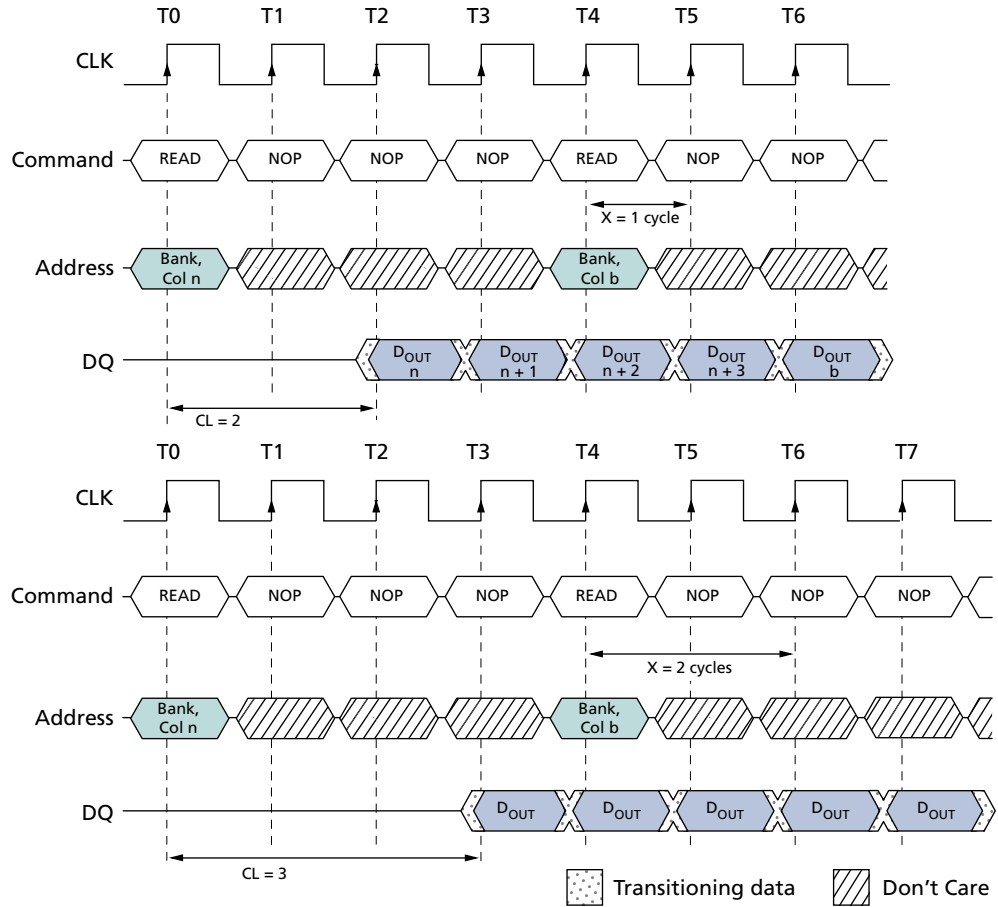 T0 T1 T2 T3 T4 T5 T6
CLK
Command READ NOP NOP NOP READ NOP NOP
X = 1 cycle
Address Bank, Col n Bank, Col b
DQ DOUT n DOUT n + 1 DOUT n + 2 DOUT n + 3 DOUT b
CL = 2
T0 T1 T2 T3 T4 T5 T6 T7
CLK
Command READ NOP NOP NOP READ NOP NOP NOP
X = 2 cycles
Address Bank, Col n Bank, Col b
DQ DOUT DOUT DOUT DOUT DOUT
CL = 3
Transitioning data Don't Care